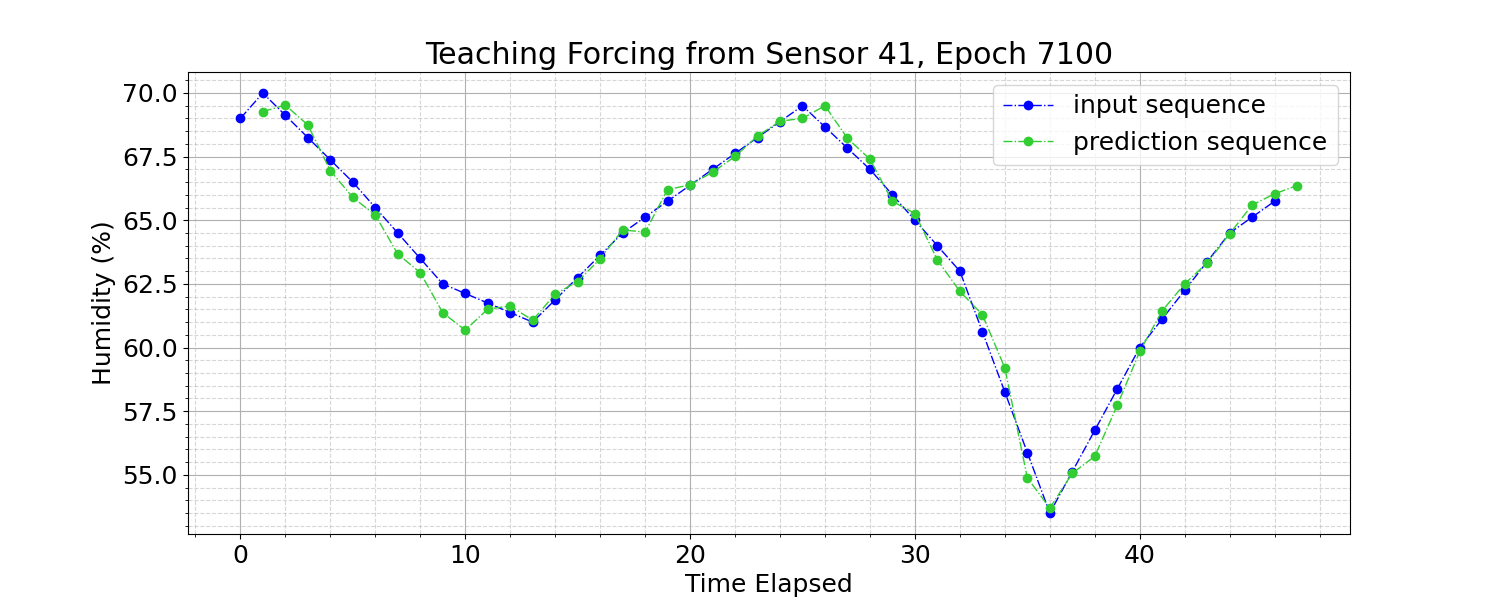 Teaching Forcing from Sensor 41, Epoch 7100
input sequence
prediction sequence
Humidity (%)
70.0
67.5
65.0
62.5
60.0
57.5
55.0
0 10 20 30 40
Time Elapsed